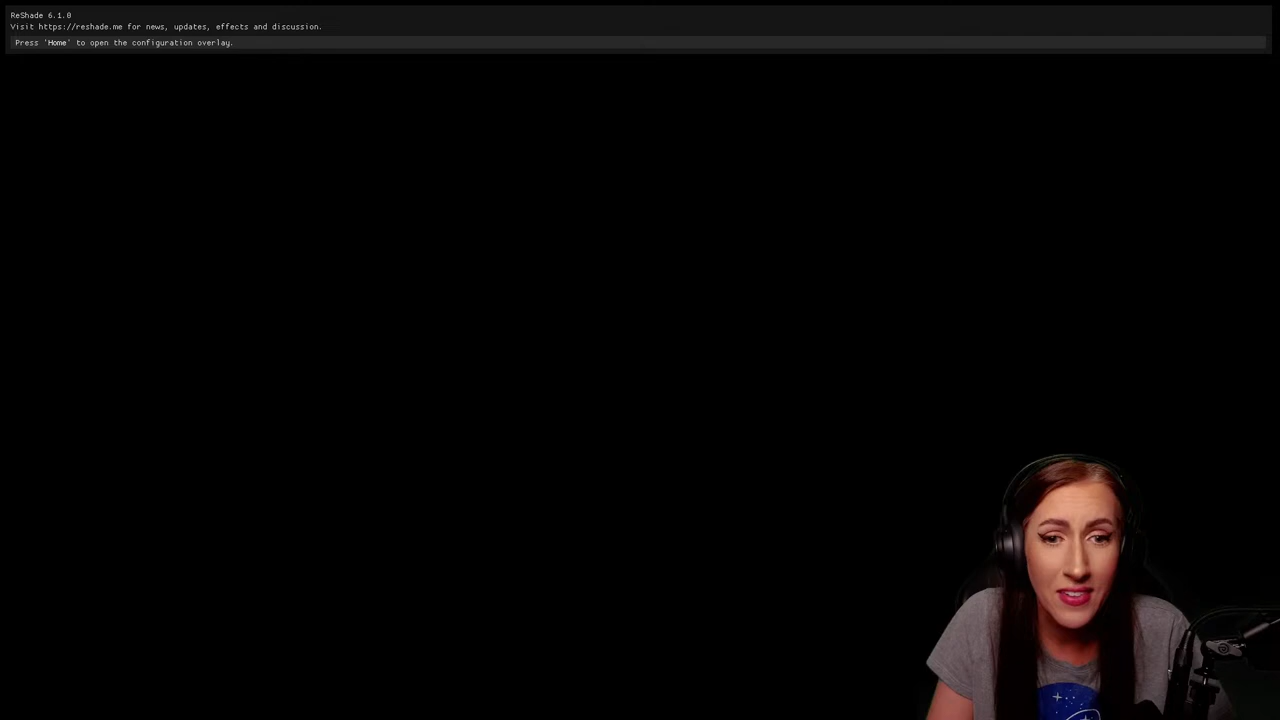 ReShade 6.1.0
Visit https://reshade.me for news, updates, effects and discussion.
Press 'Home' to open the configuration overlay.